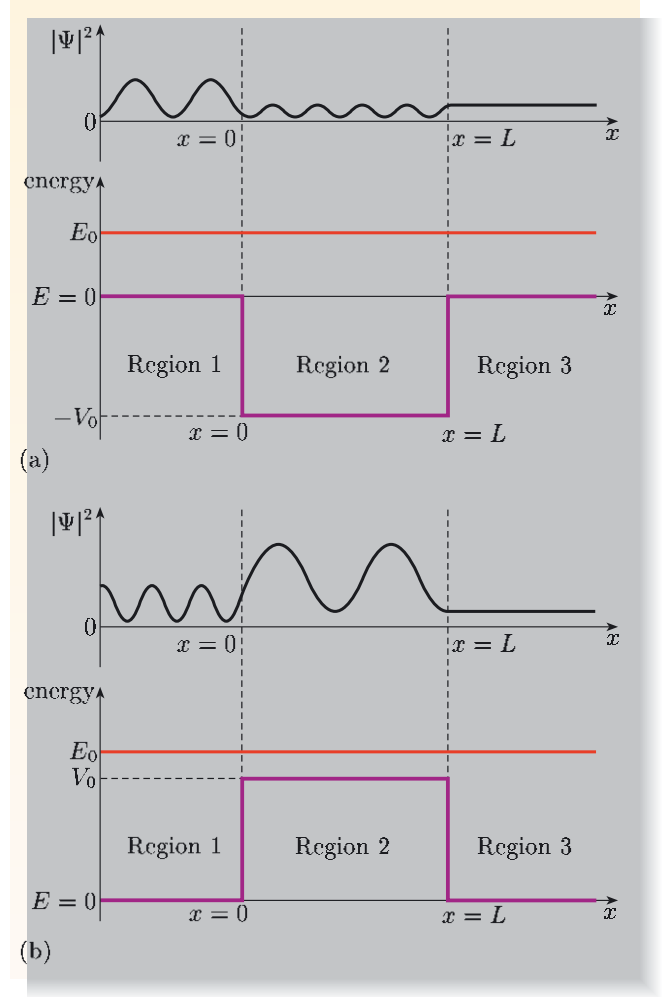 |Ψ|²
0
x = 0
x = L
x
energy
E₀
E = 0
x
Region 1
Region 2
Region 3
−V₀
x = 0
x = L
(a)
|Ψ|²
0
x = 0
x = L
x
energy
E₀
V₀
Region 1
Region 2
Region 3
E = 0
x = 0
x = L
x
(b)